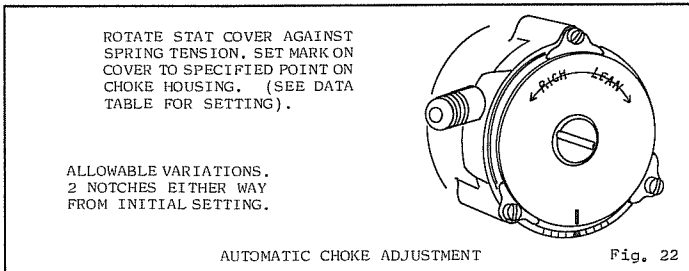 ROTATE STAT COVER AGAINST
SPRING TENSION. SET MARK ON
COVER TO SPECIFIED POINT ON
CHOKE HOUSING. (SEE DATA
TABLE FOR SETTING).
RICH LEAN
ALLOWABLE VARIATIONS.
2 NOTCHES EITHER WAY
FROM INITIAL SETTING.
AUTOMATIC CHOKE ADJUSTMENT Fig. 22